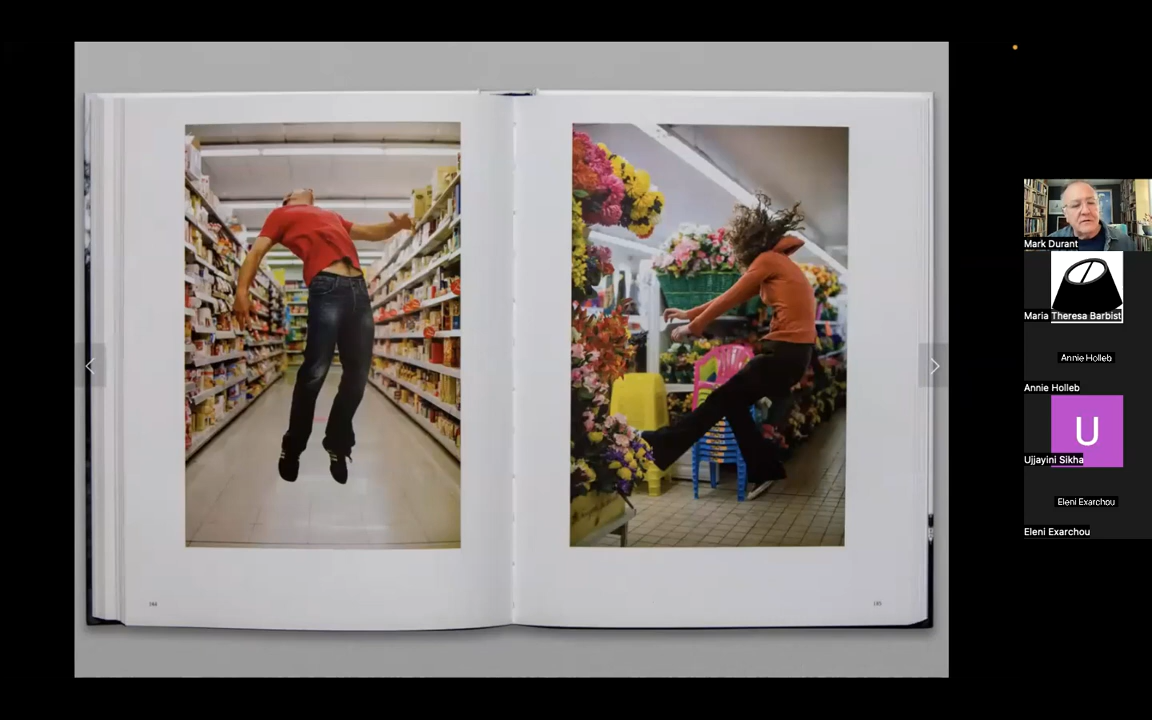 Mark Durant
Maria Theresa Barbist
Annie Holleb
Annie Holleb
U
Ujjayini Sikha
Eleni Exarchou
Eleni Exarchou